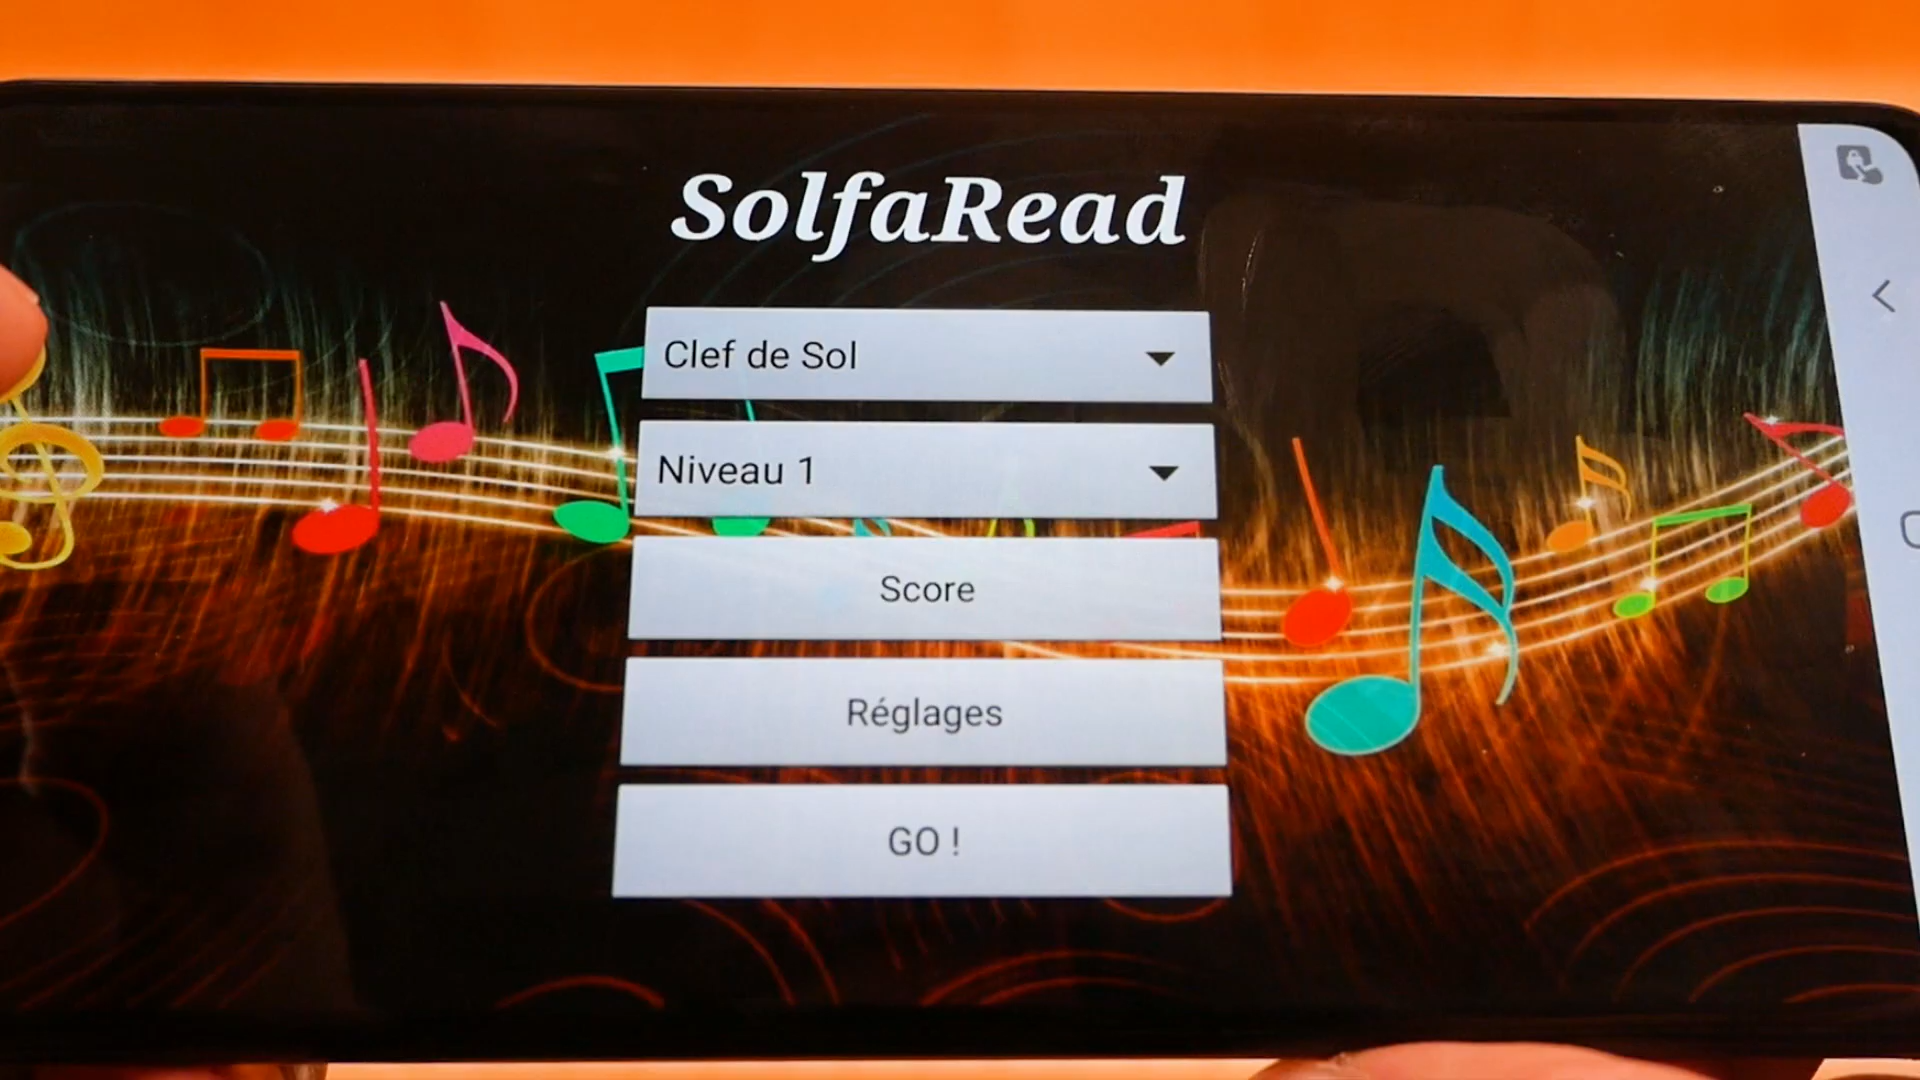 SolfaRead
Clef de Sol
Niveau 1
Score
Réglages
GO !